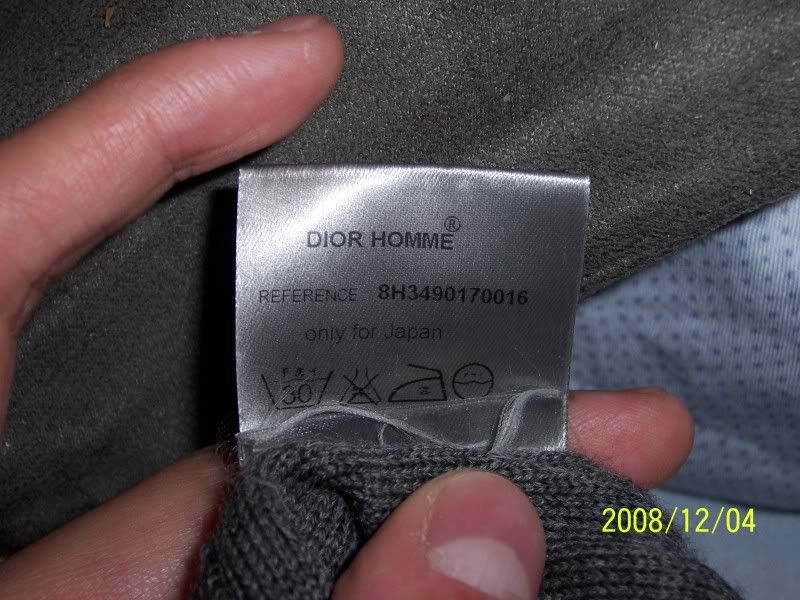 DIOR HOMME®
REFERENCE 8H3490170016
only for Japan
30
2008/12/04